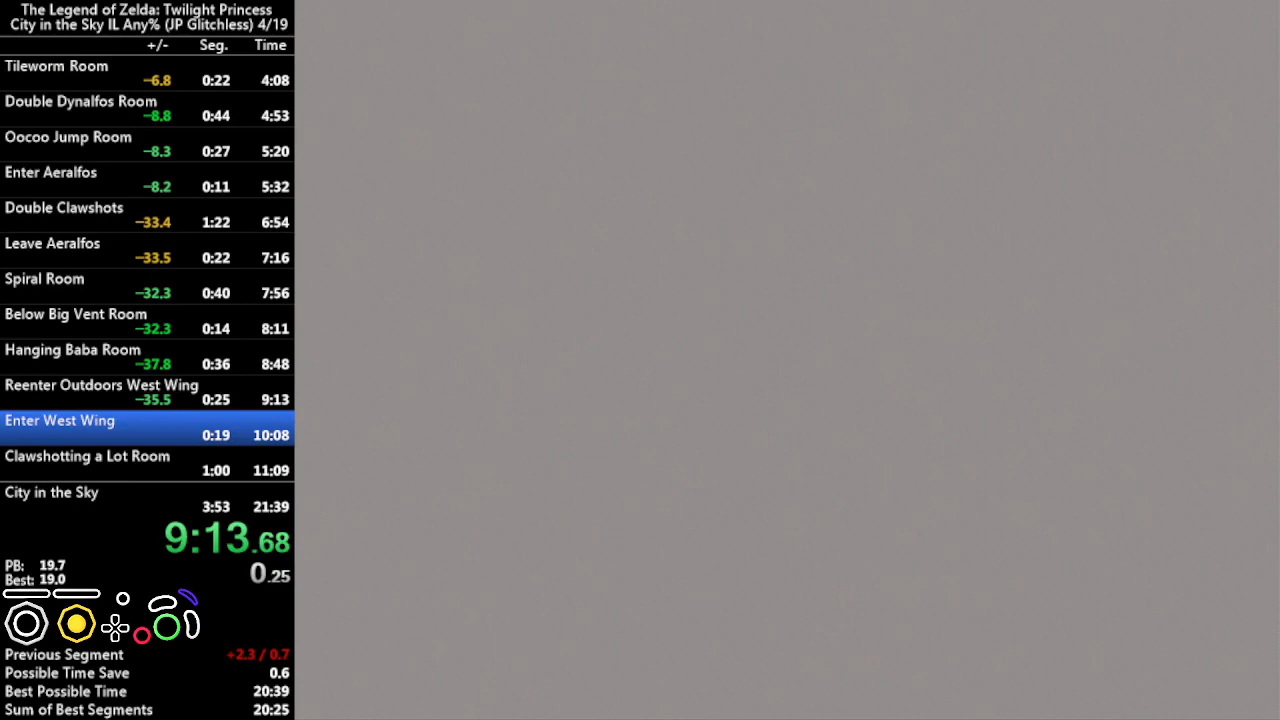 The Legend of Zelda: Twilight Princess
City in the Sky IL Any% (JP Glitchless) 4/19
+/- Seg. Time
Tileworm Room
−6.8 0:22 4:08
Double Dynalfos Room
−8.8 0:44 4:53
Oocoo Jump Room
−8.3 0:27 5:20
Enter Aeralfos
−8.2 0:11 5:32
Double Clawshots
−33.4 1:22 6:54
Leave Aeralfos
−33.5 0:22 7:16
Spiral Room
−32.3 0:40 7:56
Below Big Vent Room
−32.3 0:14 8:11
Hanging Baba Room
−37.8 0:36 8:48
Reenter Outdoors West Wing
−35.5 0:25 9:13
Enter West Wing
0:19 10:08
Clawshotting a Lot Room
1:00 11:09
City in the Sky
3:53 21:39
9:13.68
PB: 19.7
Best: 19.0
0.25
Previous Segment +2.3 / 0.7
Possible Time Save 0.6
Best Possible Time 20:39
Sum of Best Segments 20:25